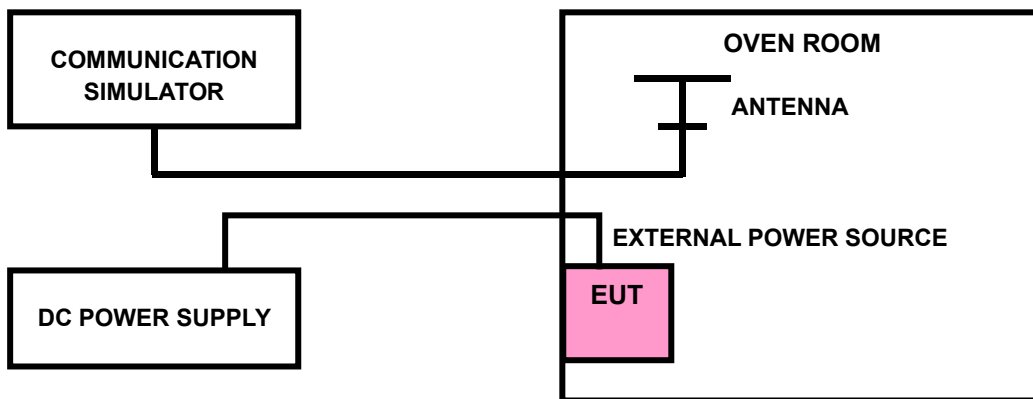 COMMUNICATION
SIMULATOR
OVEN ROOM
ANTENNA
EXTERNAL POWER SOURCE
DC POWER SUPPLY
EUT